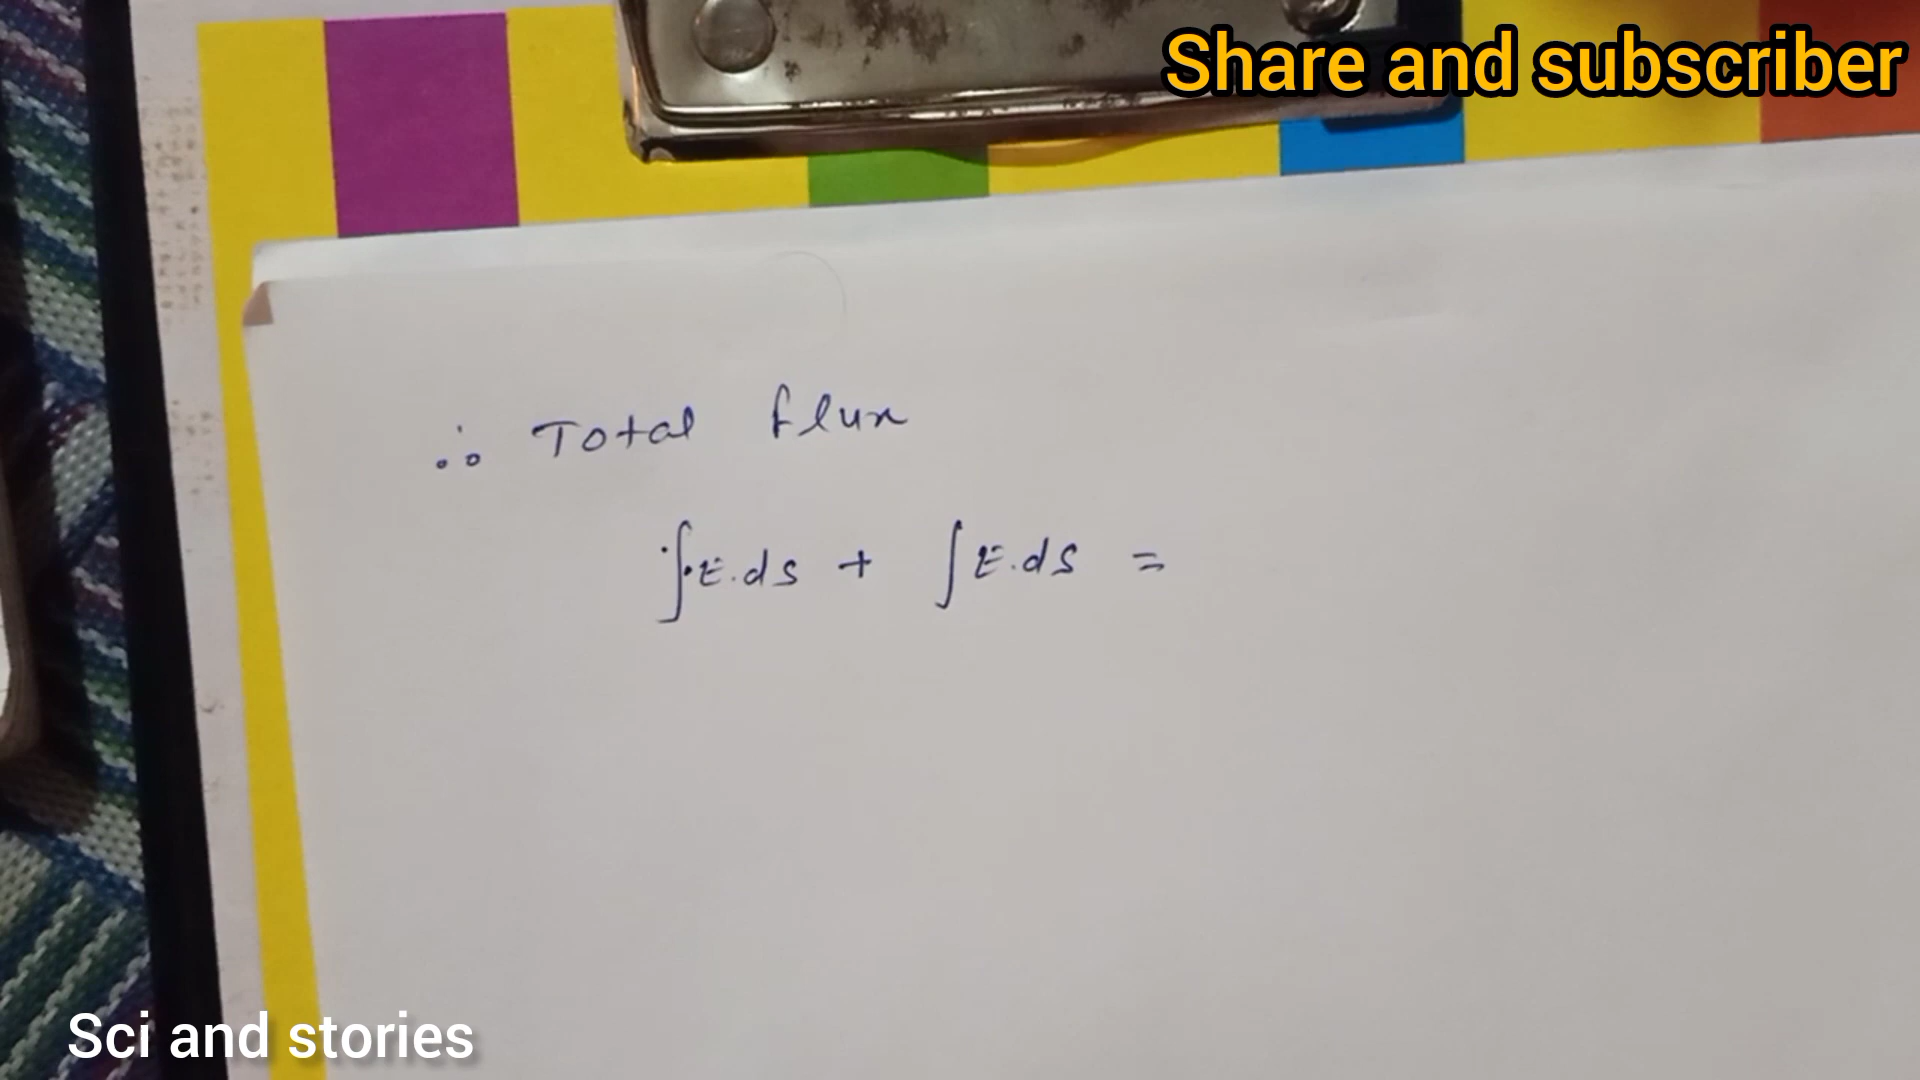 Share and subscriber
∴ Total flux
∫E.ds + ∫E.ds =
Sci and stories